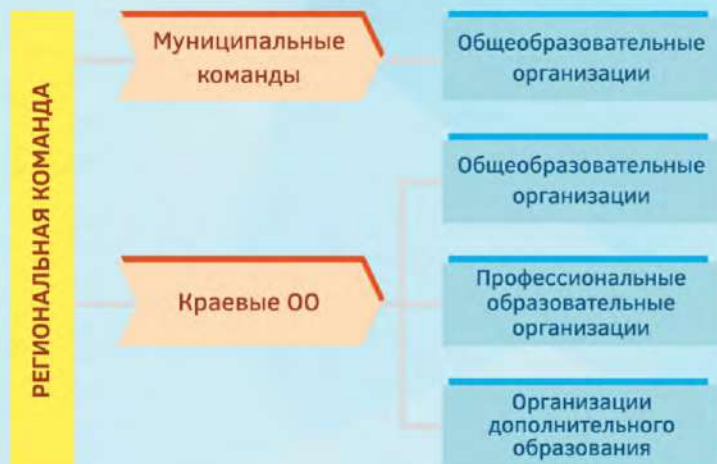 РЕГИОНАЛЬНАЯ КОМАНДА
Муниципальные
команды
Общеобразовательные
организации
Общеобразовательные
организации
Краевые ОО
Профессиональные
образовательные
организации
Организации
дополнительного
образования